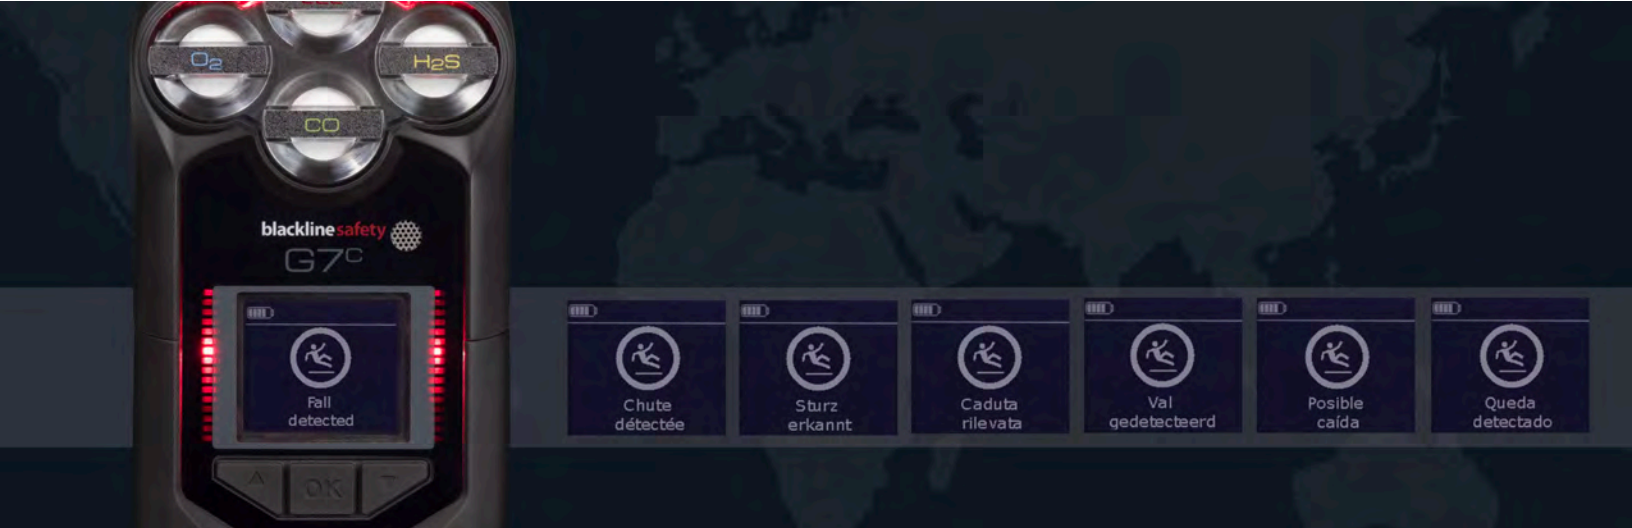 O2
H2S
CO
blacklinesafety
G7c
Fall
detected
OK
Chute
détectée
Sturz
erkannt
Caduta
rilevata
Val
gedetecteerd
Posible
caída
Queda
detectado